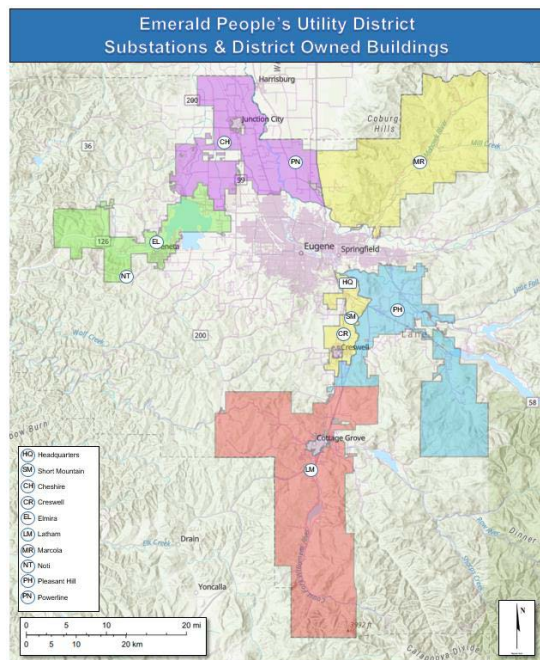 Emerald People's Utility District
Substations & District Owned Buildings
Harrisburg
200
Junction City
Coburg
Hills
Mill Creek
36
CH
PN
MR
99
126
EL
NT
Eugene
Springfield
HQ
SM
PH
CR
Creswell
Wolf Creek
200
58
Cottage Grove
LM
HQ Headquarters
SM Short Mountain
CH Cheshire
CR Creswell
EL Elmira
LM Latham
MR Marcola
NT Noti
PH Pleasant Hill
PN Powerline
Elk Creek
Drain
Yoncalla
0 5 10 20 mi
0 5 10 20 km
N